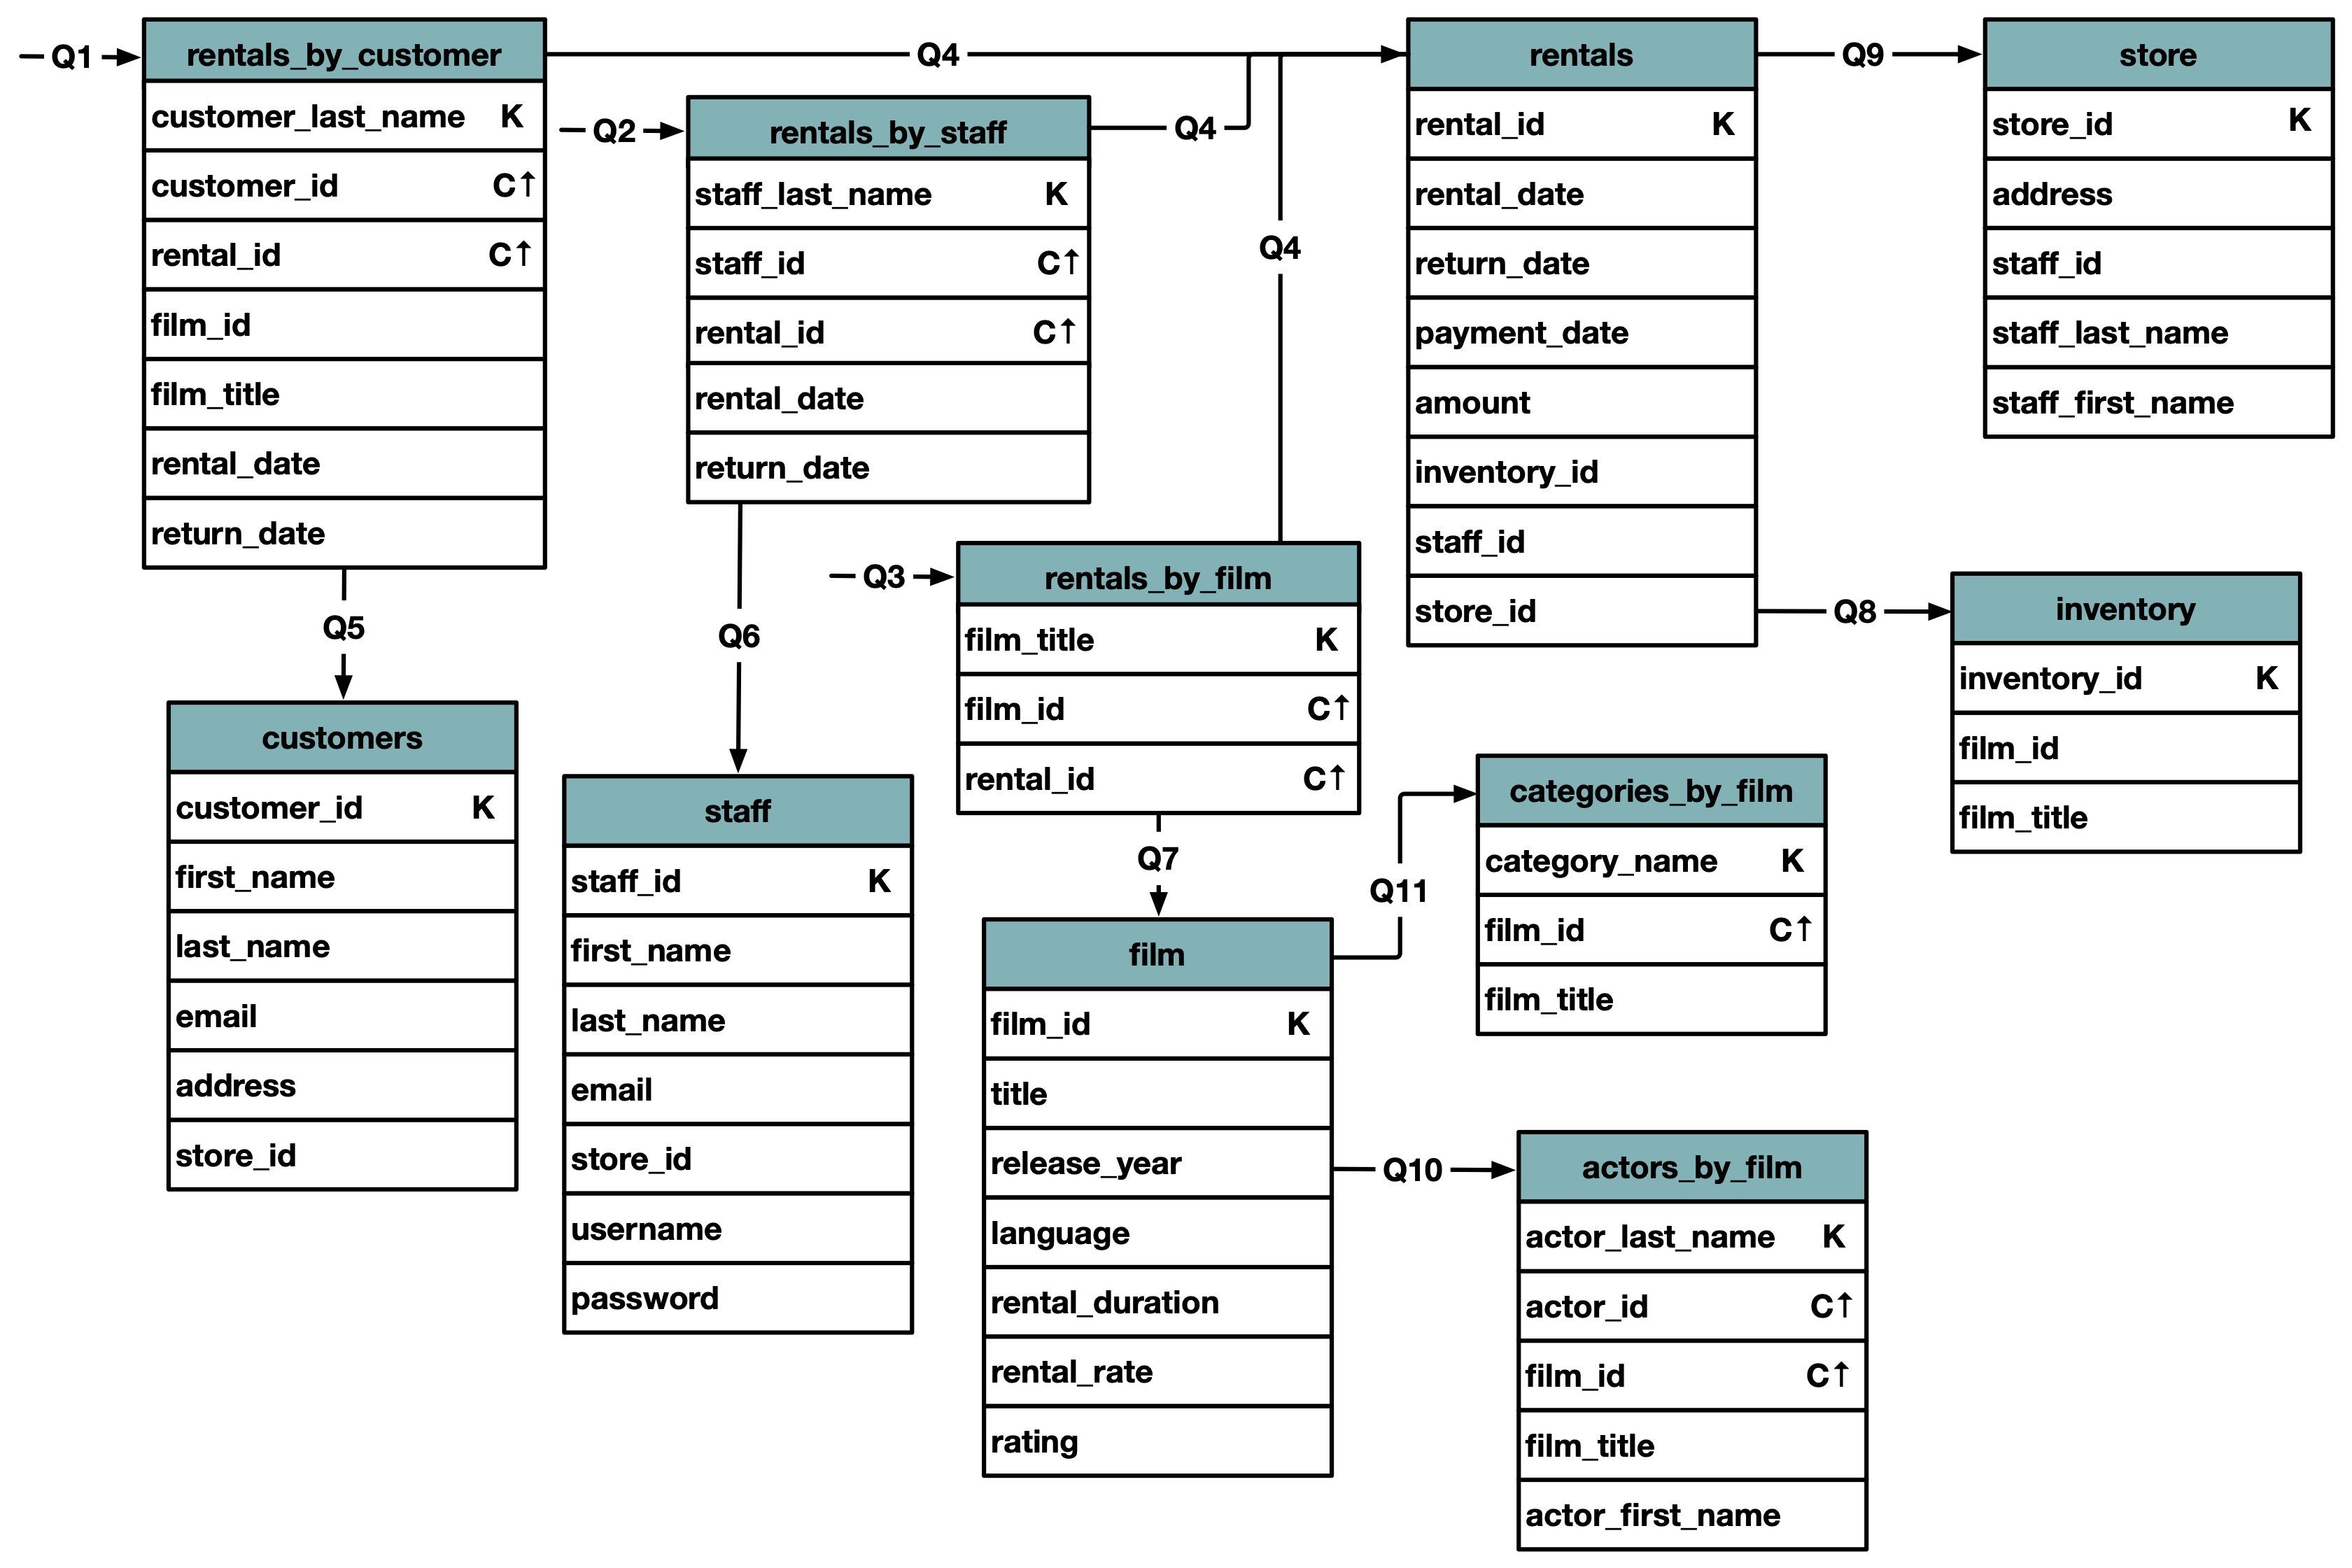 Q1
rentals_by_customer
customer_last_name K
customer_id C↑
rental_id C↑
film_id
film_title
rental_date
return_date
Q4
Q2
rentals_by_staff
staff_last_name K
staff_id C↑
rental_id C↑
rental_date
return_date
Q4
Q4
rentals
rental_id K
rental_date
return_date
payment_date
amount
inventory_id
staff_id
store_id
Q9
store
store_id K
address
staff_id
staff_last_name
staff_first_name
Q5
customers
customer_id K
first_name
last_name
email
address
store_id
Q6
staff
staff_id K
first_name
last_name
email
store_id
username
password
Q3
rentals_by_film
film_title K
film_id C↑
rental_id C↑
Q7
film
film_id K
title
release_year
language
rental_duration
rental_rate
rating
Q8
inventory
inventory_id K
film_id
film_title
Q11
categories_by_film
category_name K
film_id C↑
film_title
Q10
actors_by_film
actor_last_name K
actor_id C↑
film_id C↑
film_title
actor_first_name